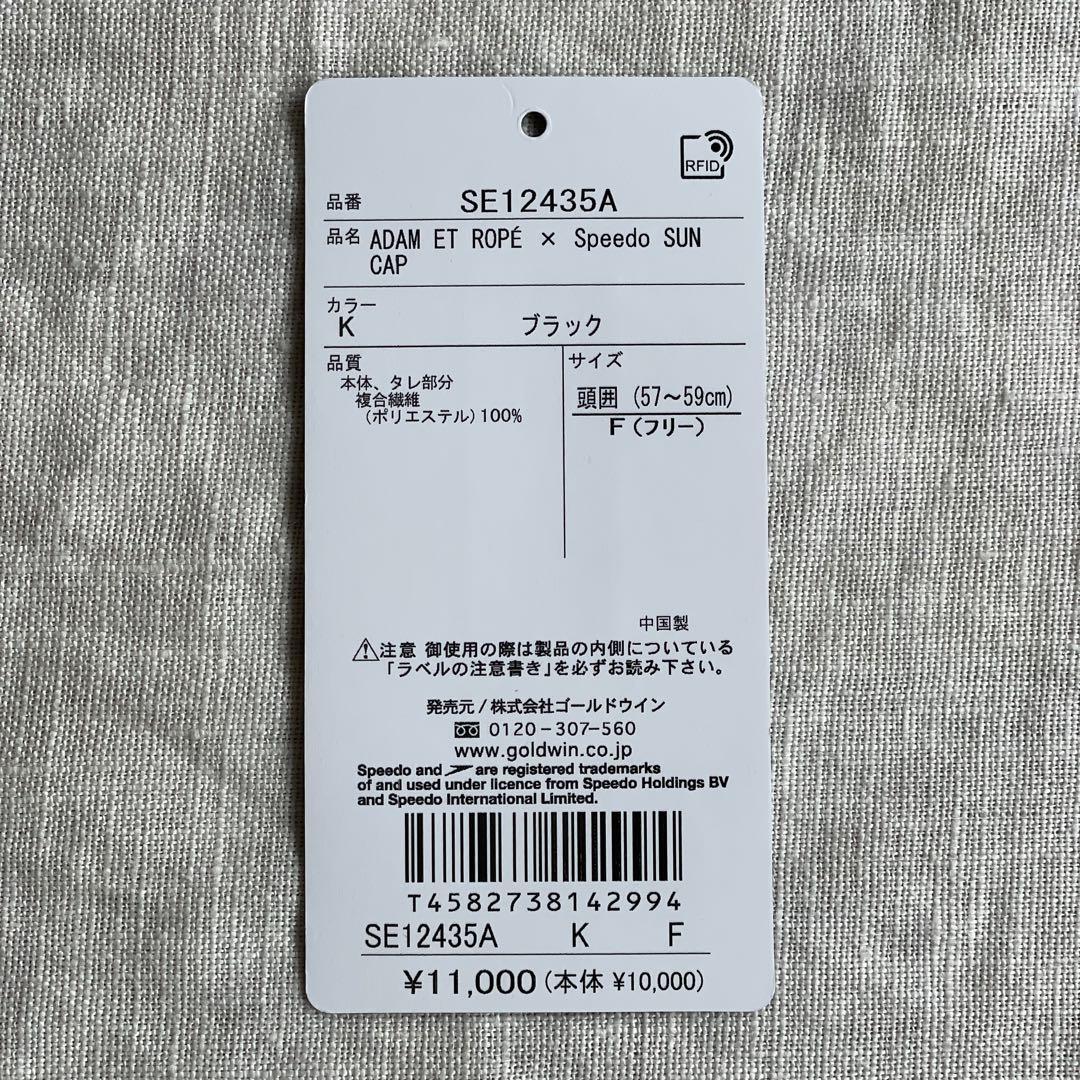 RFID
品番 SE12435A
品名 ADAM ET ROPÉ × Speedo SUN
CAP
カラー
K ブラック
品質
本体、タレ部分
複合繊維
(ポリエステル)100%
サイズ
頭囲 (57〜59cm)
F(フリー)
中国製
注意 御使用の際は製品の内側についている
「ラベルの注意書き」を必ずお読み下さい。
発売元/株式会社ゴールドウイン
0120-307-560
www.goldwin.co.jp
Speedo and are registered trademarks
of and used under licence from Speedo Holdings BV
and Speedo International Limited.
T4582738142994
SE12435A K F
¥11,000(本体 ¥10,000)